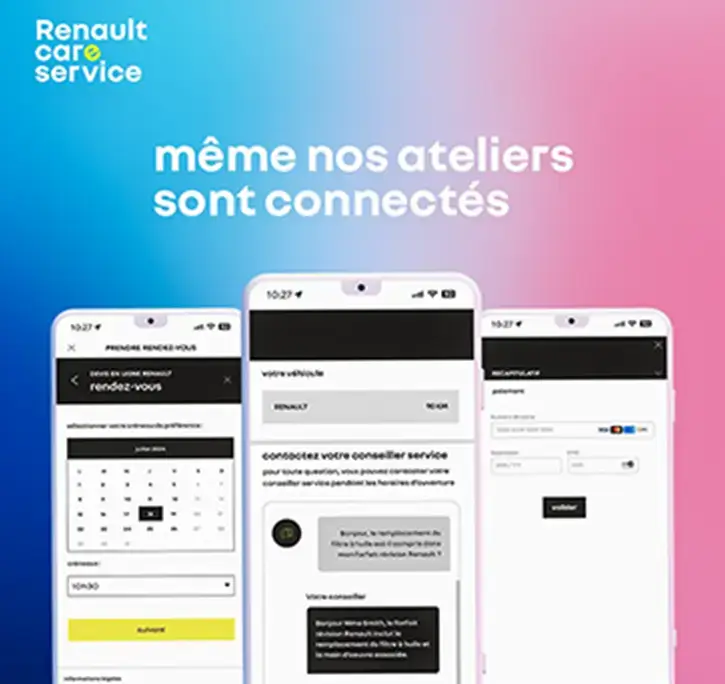 Renault
care
service
même nos ateliers
sont connectés
10:27
PRENDRE RENDEZ-VOUS
DEVIS EN LIGNE RENAULT
rendez-vous
sélectionner votre créneau de préférence :
juillet 2024
créneaux :
10h30
suivant
informations légales
10:27
votre véhicule
RENAULT
contactez votre conseiller service
pour toute question, vous pouvez contacter votre
conseiller service pendant les horaires d'ouverture
Bonjour, le remplacement du
filtre à huile est il compris dans
mon forfait révision Renault ?
Votre conseiller
Bonjour Mme Smith, le forfait
révision Renault inclut le
remplacement du filtre à huile et
la main d'œuvre associée.
10:27
RÉCAPITULATIF
paiement
valider